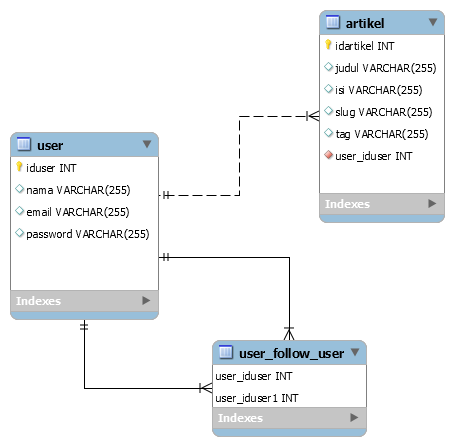 artikel
idartikel INT
judul VARCHAR(255)
isi VARCHAR(255)
slug VARCHAR(255)
tag VARCHAR(255)
user_iduser INT
Indexes
user
iduser INT
nama VARCHAR(255)
email VARCHAR(255)
password VARCHAR(255)
Indexes
user_follow_user
user_iduser INT
user_iduser1 INT
Indexes